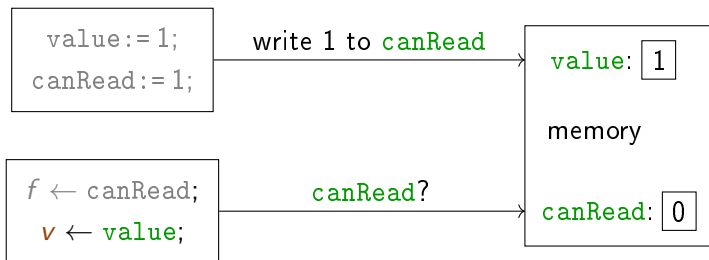 value:=1;
canRead:=1;
write 1 to canRead
value: 1
memory
f ← canRead;
v ← value;
canRead?
canRead: 0